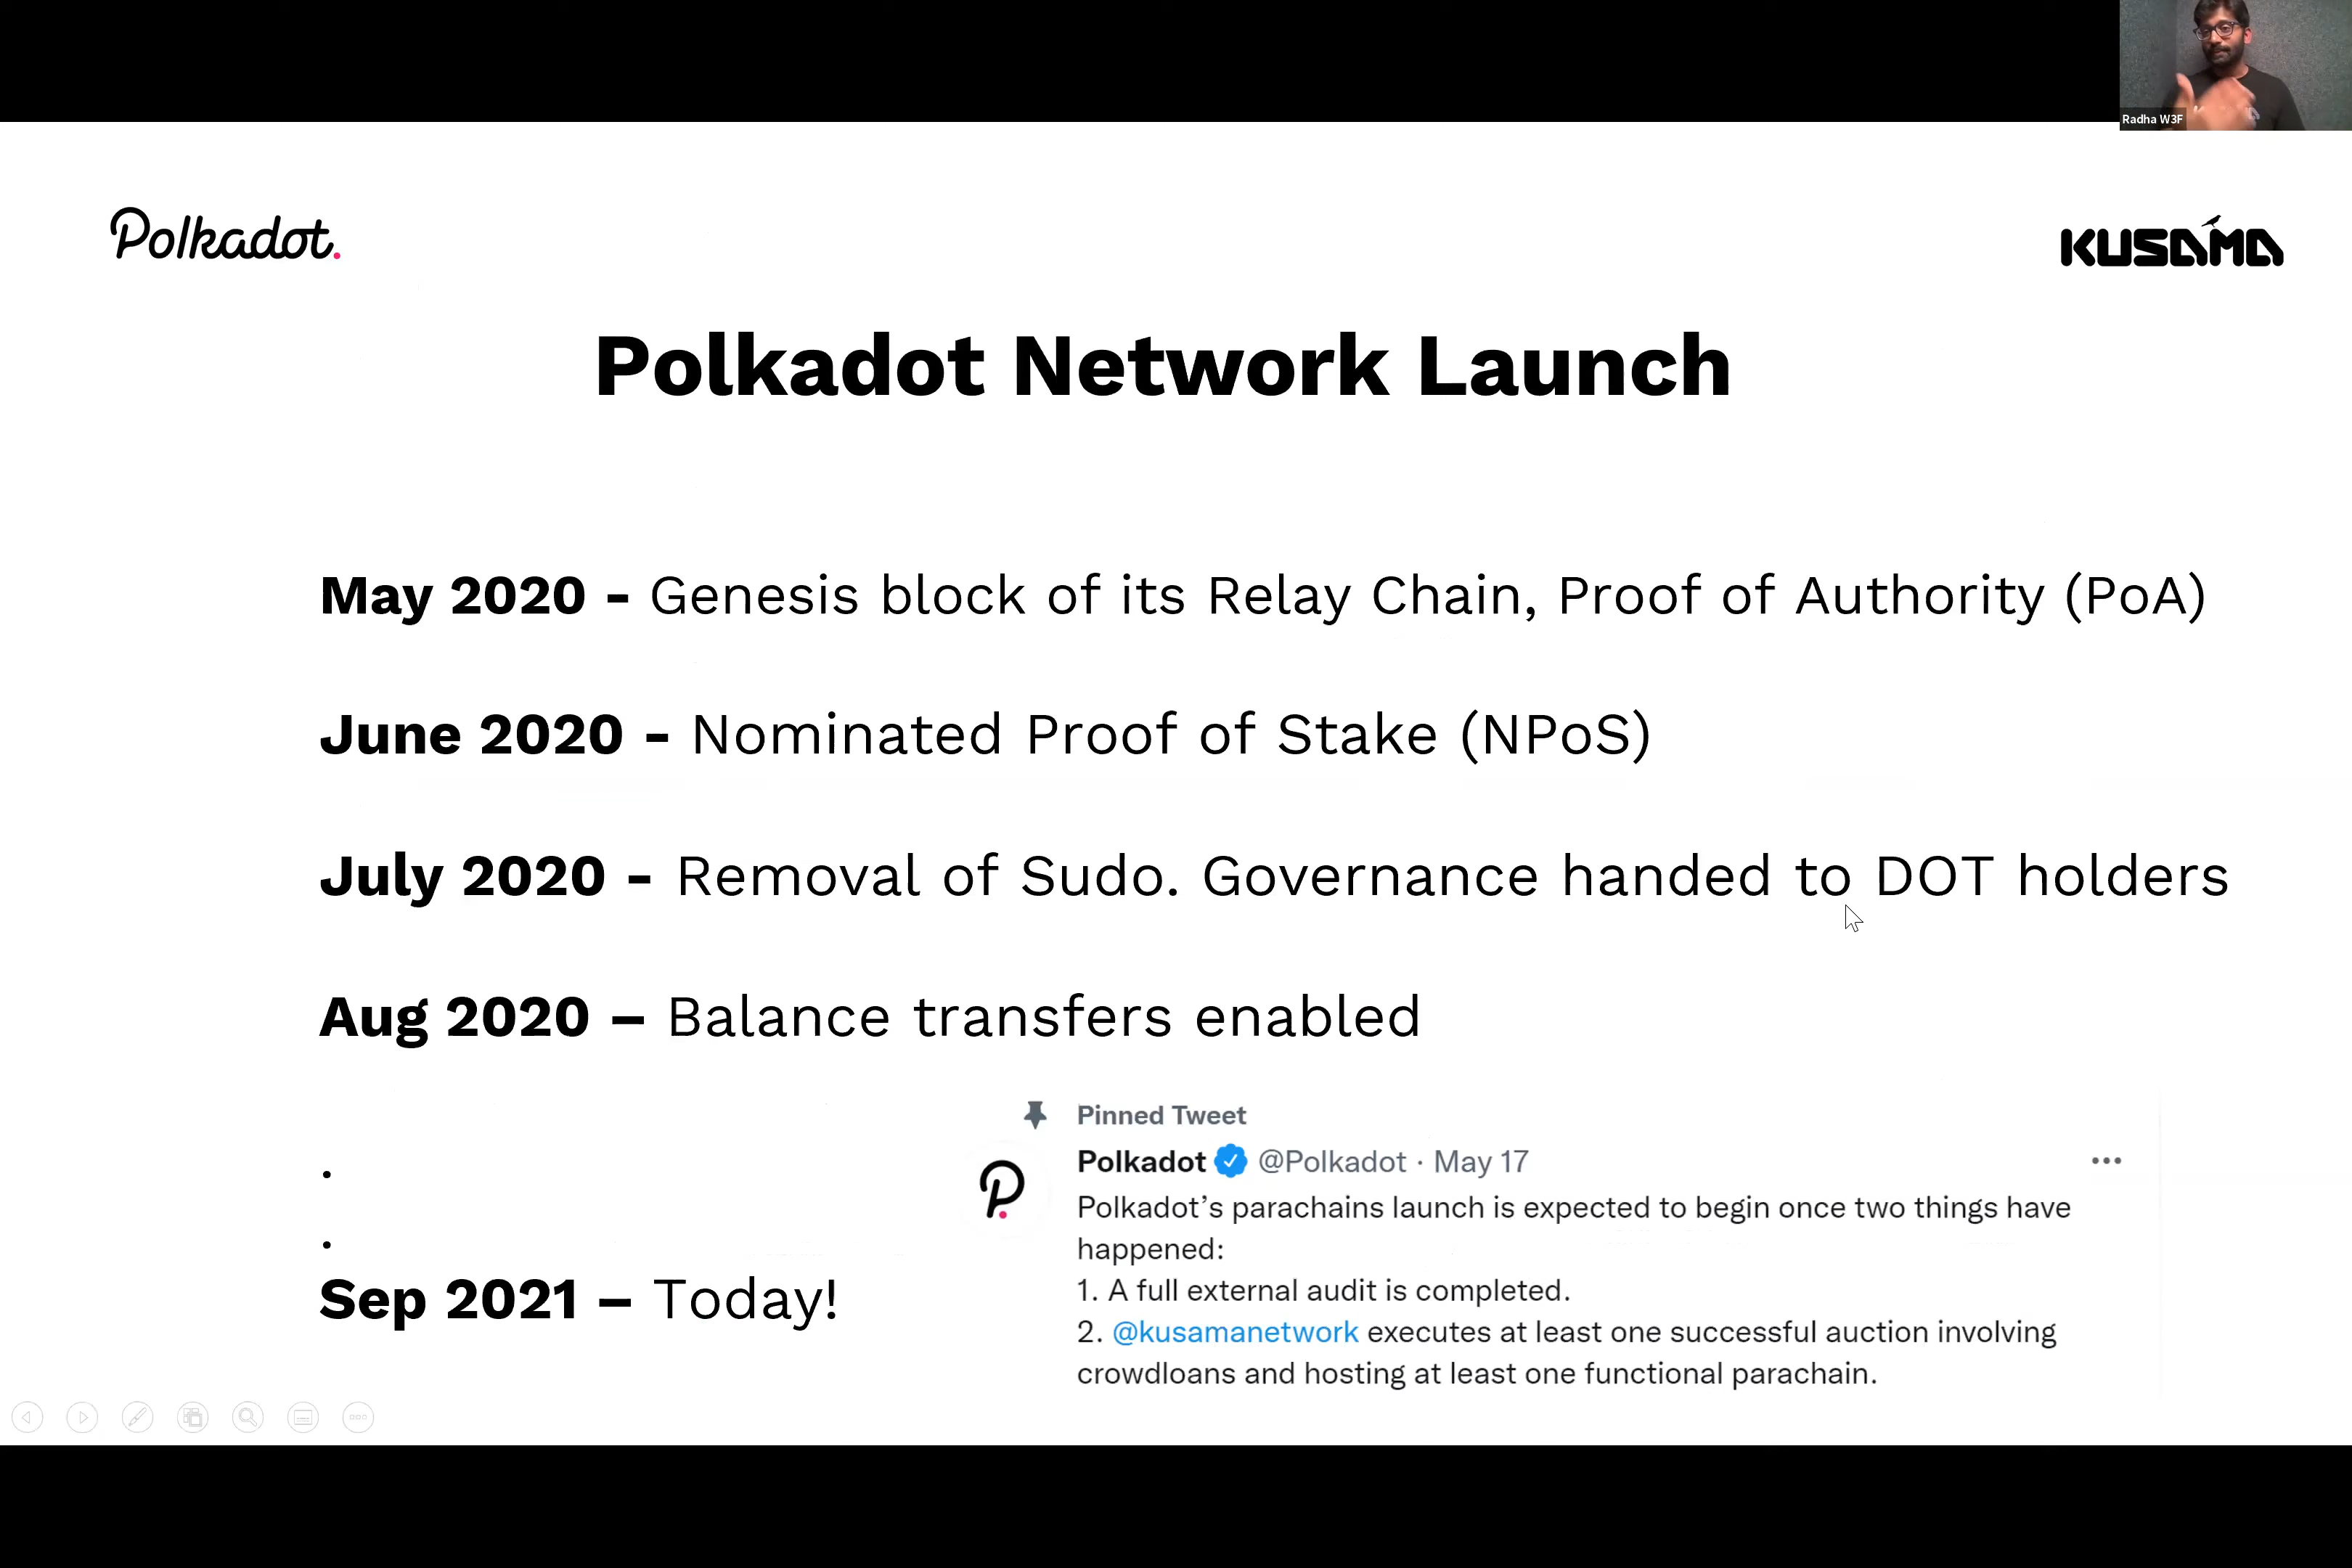 Radha W3F
Polkadot.
KUSAMA
Polkadot Network Launch
May 2020 - Genesis block of its Relay Chain, Proof of Authority (PoA)
June 2020 - Nominated Proof of Stake (NPoS)
July 2020 - Removal of Sudo. Governance handed to DOT holders
Aug 2020 – Balance transfers enabled
.
.
Sep 2021 – Today!
Pinned Tweet
Polkadot @Polkadot · May 17
Polkadot’s parachains launch is expected to begin once two things have
happened:
1. A full external audit is completed.
2. @kusamanetwork executes at least one successful auction involving
crowdloans and hosting at least one functional parachain.